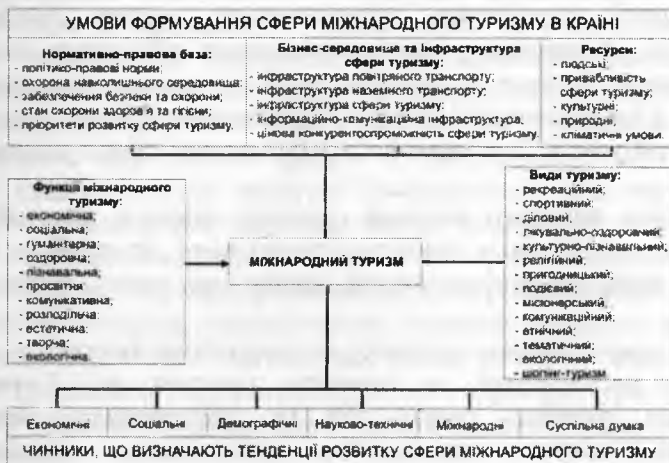 УМОВИ ФОРМУВАННЯ СФЕРИ МІЖНАРОДНОГО ТУРИЗМУ В КРАЇНІ
Нормативно-правова база:
- політико-правові норми;
- охорона навколишнього середовища;
- забезпечення безпеки та охорони;
- стан охорони здоров'я та гігієни;
- пріоритети розвитку сфери туризму.
Бізнес-середовище та інфраструктура
сфери туризму:
- інфраструктура повітряного транспорту;
- інфраструктура наземного транспорту;
- інфраструктура сфери туризму;
- інформаційно-комунікаційна інфраструктура;
- цінова конкурентоспроможність сфери туризму.
Ресурси:
- людські;
- привабливість
сфери туризму;
- культурні;
- природні;
- кліматичні умови.
Функції міжнародного
туризму:
- економічна;
- соціальна;
- гуманітарна;
- оздоровча;
- пізнавальна;
- просвітня
- комунікативна;
- розподільча;
- естетична;
- творча;
- екологічна.
МІЖНАРОДНИЙ ТУРИЗМ
Види туризму:
- рекреаційний;
- спортивний;
- діловий;
- лікувально-оздоровчий;
- культурно-пізнавальний;
- релігійний;
- пригодницький;
- подієвий;
- місіонерський;
- комунікаційний;
- етнічний;
- тематичний;
- екологічний;
- шопінг-туризм
Економічні
Соціальні
Демографічні
Науково-технічні
Міжнародні
Суспільна думка
ЧИННИКИ, ЩО ВИЗНАЧАЮТЬ ТЕНДЕНЦІЇ РОЗВИТКУ СФЕРИ МІЖНАРОДНОГО ТУРИЗМУ